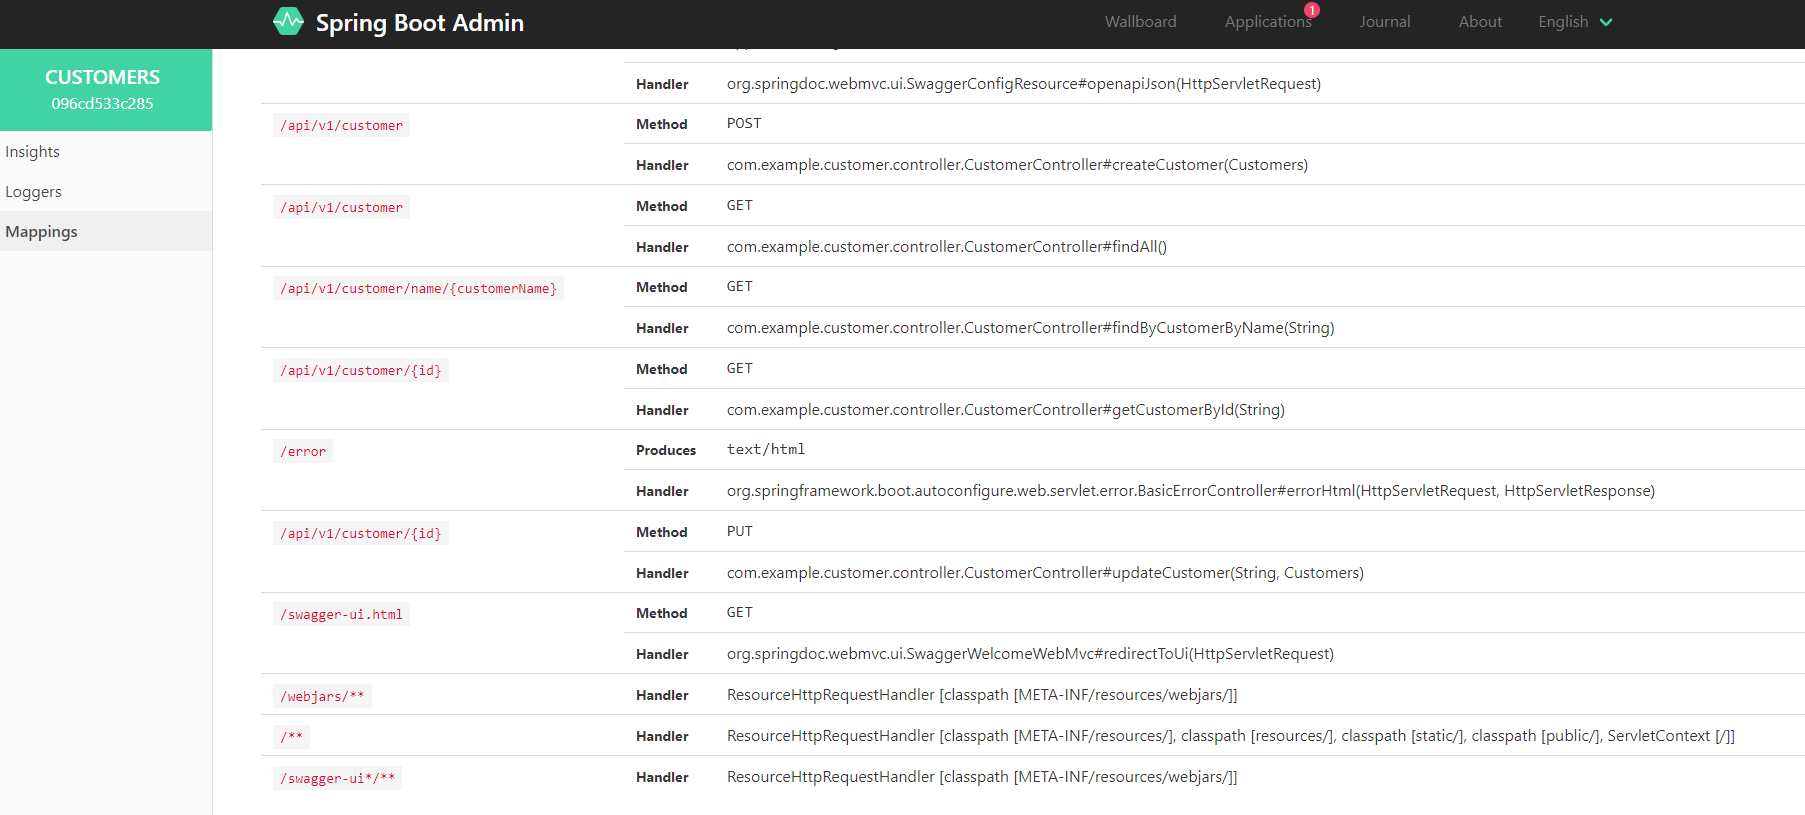 Spring Boot Admin
Wallboard
Applications
1
Journal
About
English
CUSTOMERS
096cd533c285
Insights
Loggers
Mappings
Handler org.springdoc.webmvc.ui.SwaggerConfigResource#openapiJson(HttpServletRequest)
/api/v1/customer Method POST
Handler com.example.customer.controller.CustomerController#createCustomer(Customers)
/api/v1/customer Method GET
Handler com.example.customer.controller.CustomerController#findAll()
/api/v1/customer/name/{customerName} Method GET
Handler com.example.customer.controller.CustomerController#findByCustomerByName(String)
/api/v1/customer/{id} Method GET
Handler com.example.customer.controller.CustomerController#getCustomerById(String)
/error Produces text/html
Handler org.springframework.boot.autoconfigure.web.servlet.error.BasicErrorController#errorHtml(HttpServletRequest, HttpServletResponse)
/api/v1/customer/{id} Method PUT
Handler com.example.customer.controller.CustomerController#updateCustomer(String, Customers)
/swagger-ui.html Method GET
Handler org.springdoc.webmvc.ui.SwaggerWelcomeWebMvc#redirectToUi(HttpServletRequest)
/webjars/** Handler ResourceHttpRequestHandler [classpath [META-INF/resources/webjars/]]
/** Handler ResourceHttpRequestHandler [classpath [META-INF/resources/], classpath [resources/], classpath [static/], classpath [public/], ServletContext [/]]
/swagger-ui*/** Handler ResourceHttpRequestHandler [classpath [META-INF/resources/webjars/]]